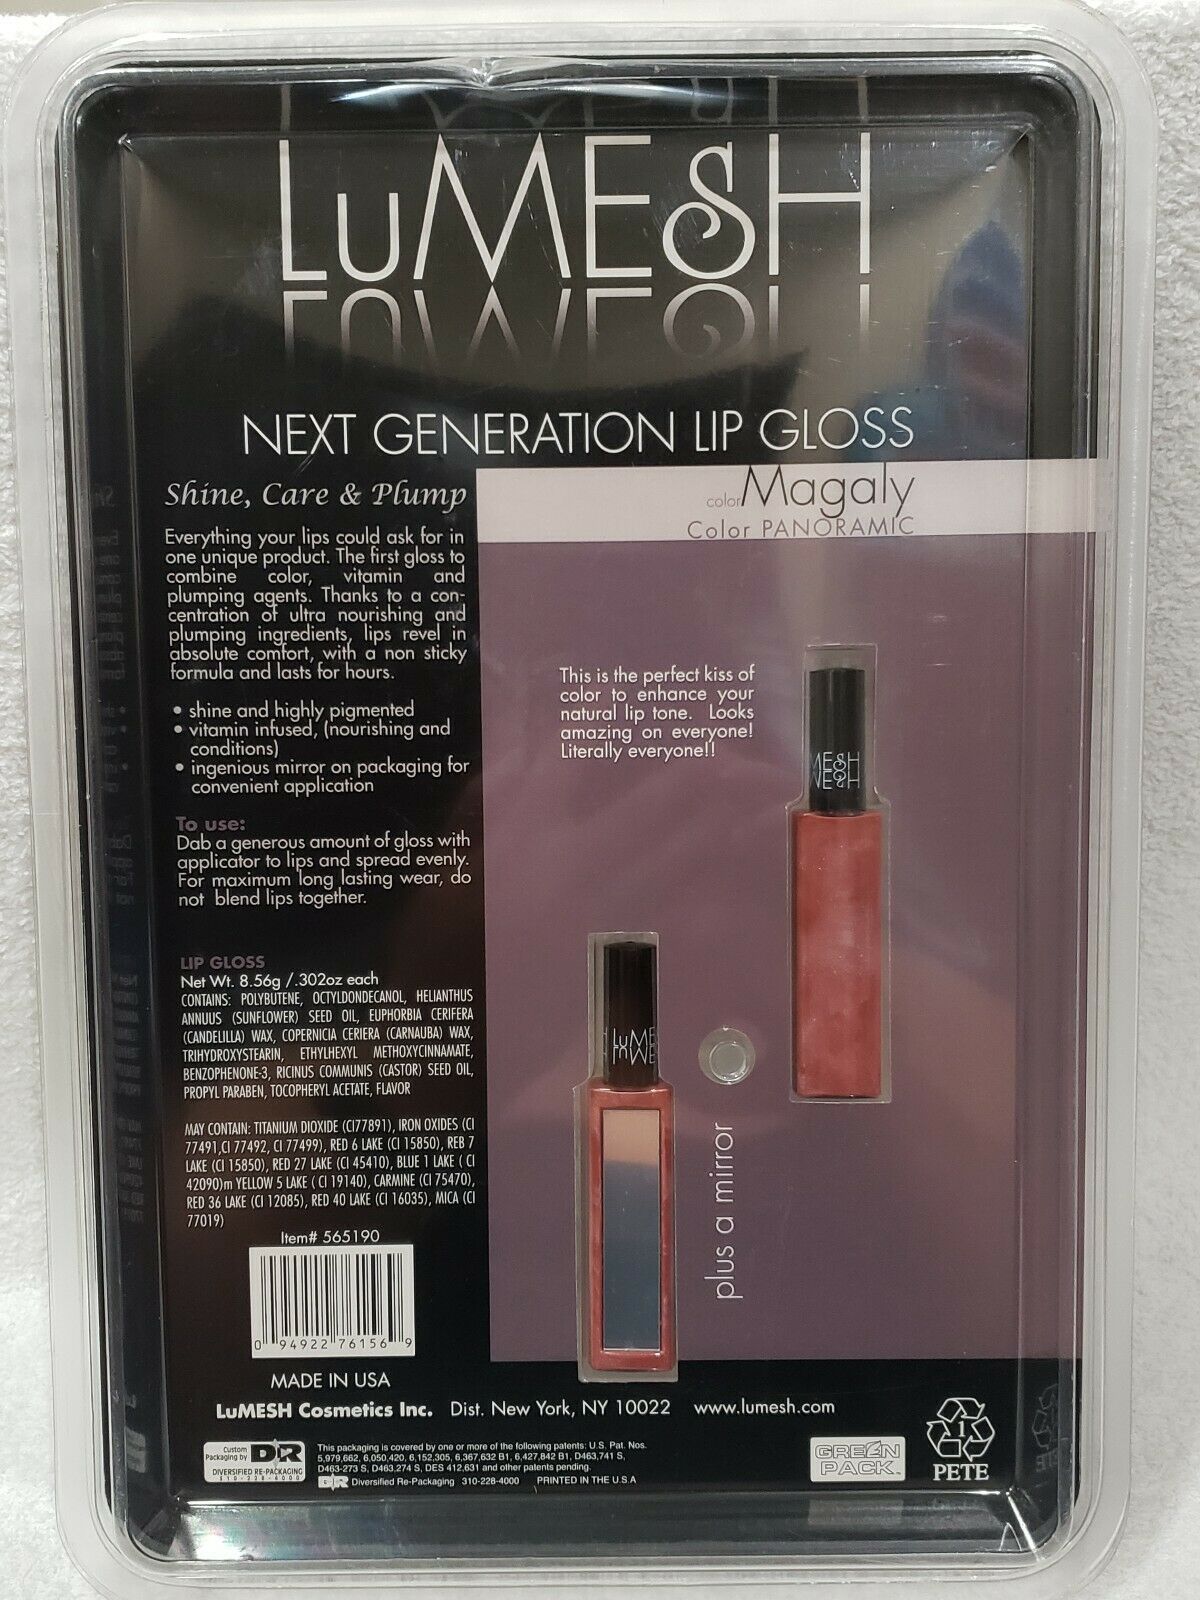 LuMESH
NEXT GENERATION LIP GLOSS
Shine, Care & Plump
color Magaly
Color PANORAMIC
Everything your lips could ask for in
one unique product. The first gloss to
combine color, vitamin and
plumping agents. Thanks to a con-
centration of ultra nourishing and
plumping ingredients, lips revel in
absolute comfort, with a non sticky
formula and lasts for hours.
• shine and highly pigmented
• vitamin infused, (nourishing and
conditions)
• ingenious mirror on packaging for
convenient application
To use:
Dab a generous amount of gloss with
applicator to lips and spread evenly.
For maximum long lasting wear, do
not blend lips together.
This is the perfect kiss of
color to enhance your
natural lip tone. Looks
amazing on everyone!
Literally everyone!!
MESH
LuME
plus a mirror
LIP GLOSS
Net Wt. 8.56g /.302oz each
CONTAINS: POLYBUTENE, OCTYLDONDECANOL, HELIANTHUS
ANNUUS (SUNFLOWER) SEED OIL, EUPHORBIA CERIFERA
(CANDELILLA) WAX, COPERNICIA CERIERA (CARNAUBA) WAX,
TRIHYDROXYSTEARIN, ETHYLHEXYL METHOXYCINNAMATE,
BENZOPHENONE-3, RICINUS COMMUNIS (CASTOR) SEED OIL,
PROPYL PARABEN, TOCOPHERYL ACETATE, FLAVOR
MAY CONTAIN: TITANIUM DIOXIDE (CI77891), IRON OXIDES (CI
77491,CI 77492, CI 77499), RED 6 LAKE (CI 15850), REB 7
LAKE (CI 15850), RED 27 LAKE (CI 45410), BLUE 1 LAKE ( CI
42090)m YELLOW 5 LAKE ( CI 19140), CARMINE (CI 75470),
RED 36 LAKE (CI 12085), RED 40 LAKE (CI 16035), MICA (CI
77019)
Item# 565190
0 94922 76156 9
MADE IN USA
LuMESH Cosmetics Inc. Dist. New York, NY 10022 www.lumesh.com
Custom
Packaging by DR
DIVERSIFIED RE-PACKAGING
310-228-4000
This packaging is covered by one or more of the following patents: U.S. Pat. Nos.
5,979,662, 6,050,420, 6,152,305, 6,367,632 B1, 6,427,842 B1, D463,741 S,
D463-273 S, D463,274 S, DES 412,631 and other patents pending.
DR Diversified Re-Packaging 310-228-4000 PRINTED IN THE U.S.A
GREEN
PACK
1
PETE